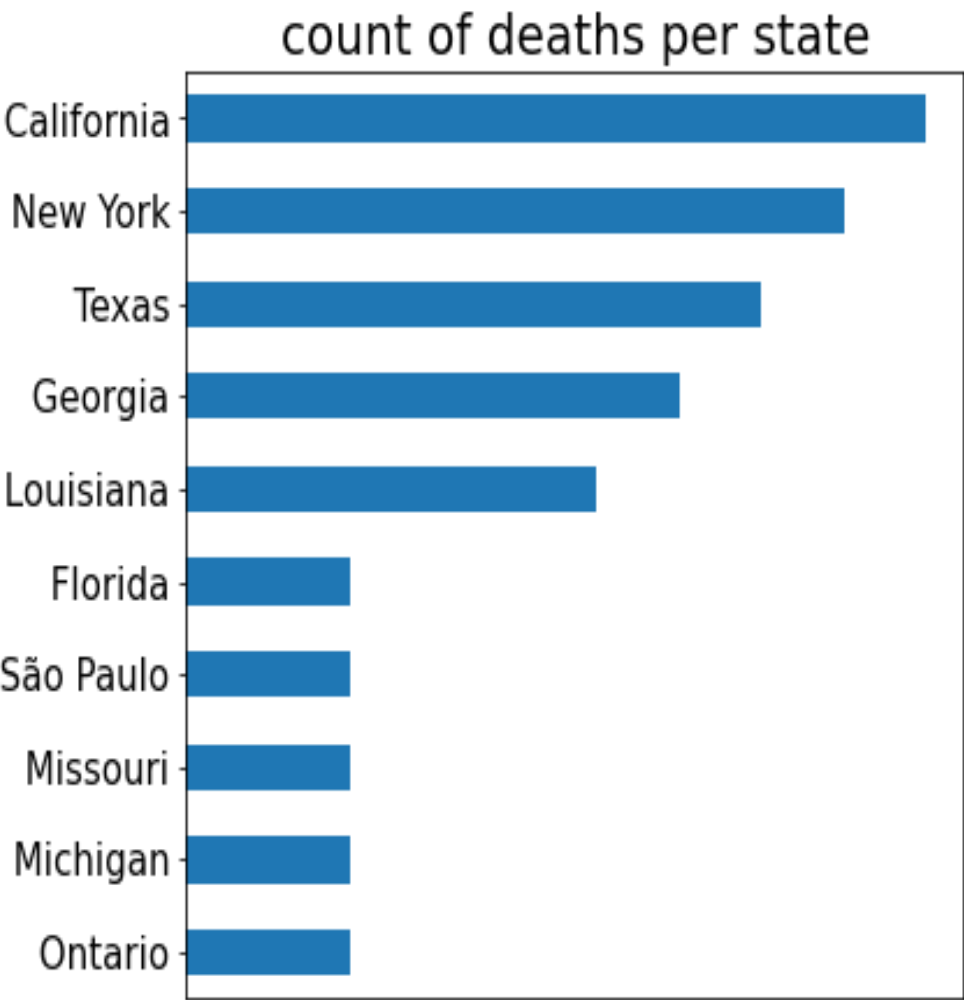 count of deaths per state
California
New York
Texas
Georgia
Louisiana
Florida
São Paulo
Missouri
Michigan
Ontario